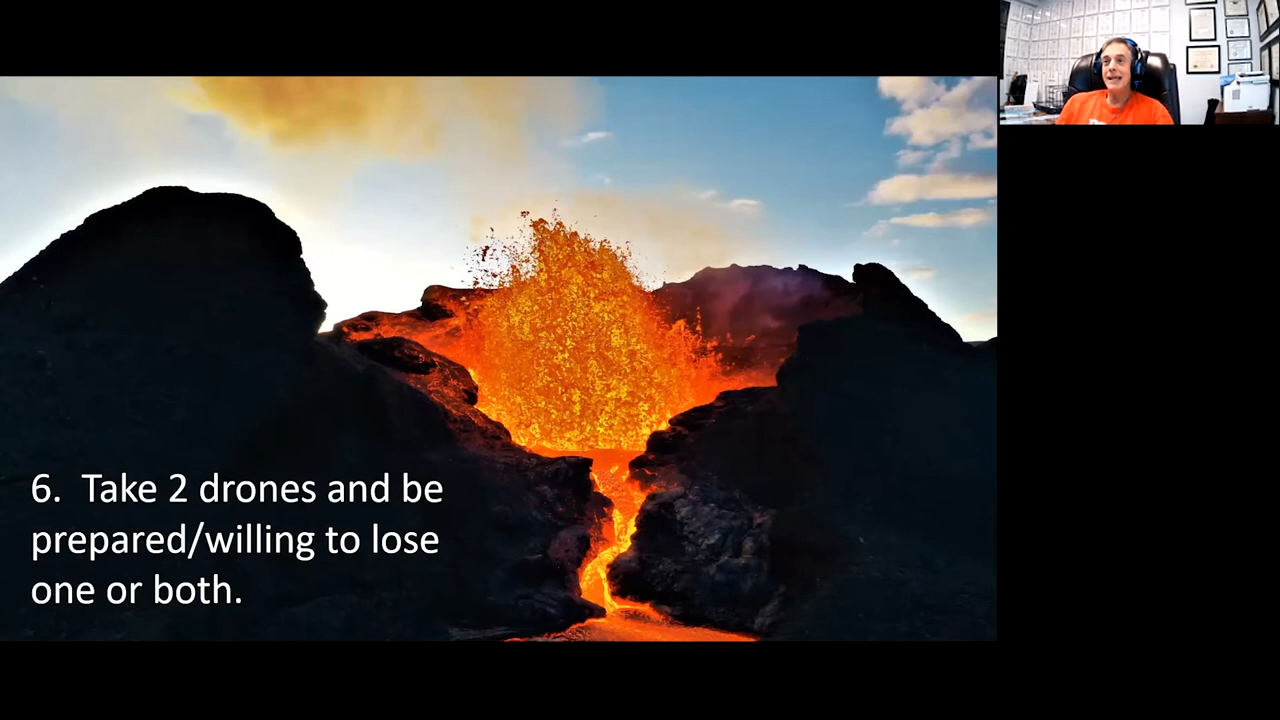 6.  Take 2 drones and be
prepared/willing to lose
one or both.